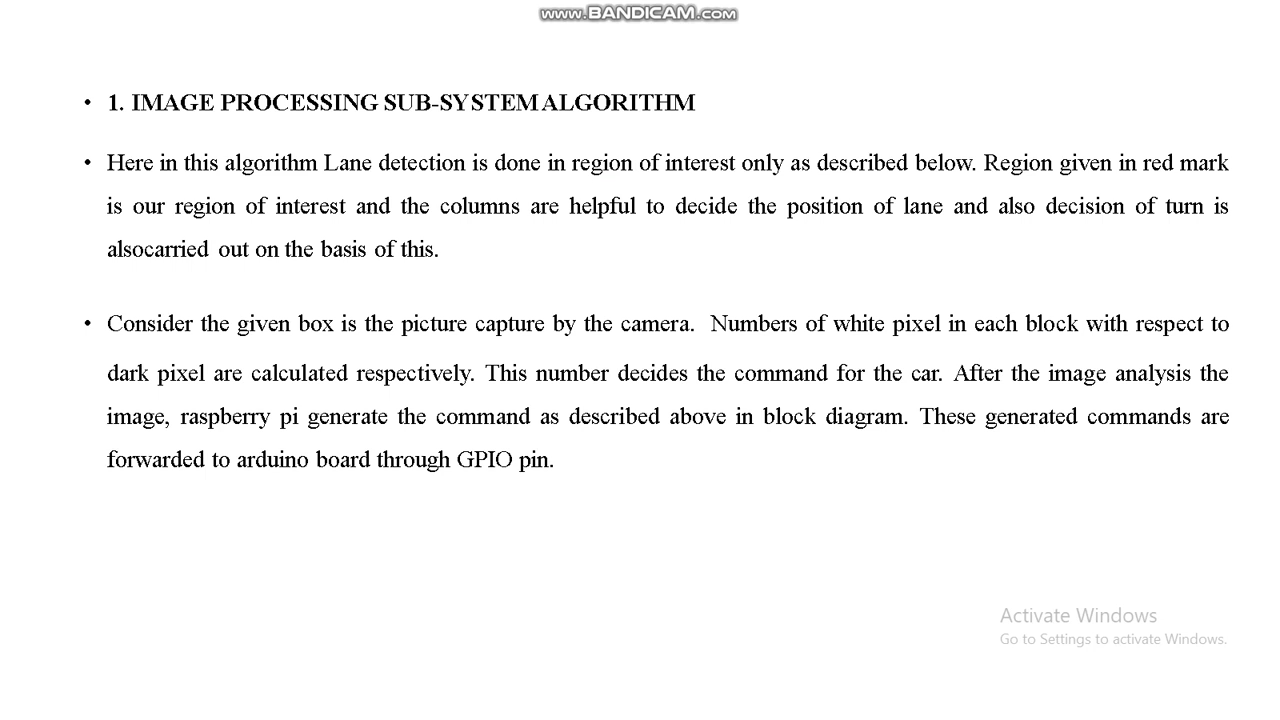 www.BANDICAM.com
• 1. IMAGE PROCESSING SUB-SYSTEM ALGORITHM
• Here in this algorithm Lane detection is done in region of interest only as described below. Region given in red mark
is our region of interest and the columns are helpful to decide the position of lane and also decision of turn is
alsocarried out on the basis of this.
• Consider the given box is the picture capture by the camera. Numbers of white pixel in each block with respect to
dark pixel are calculated respectively. This number decides the command for the car. After the image analysis the
image, raspberry pi generate the command as described above in block diagram. These generated commands are
forwarded to arduino board through GPIO pin.
Activate Windows
Go to Settings to activate Windows.